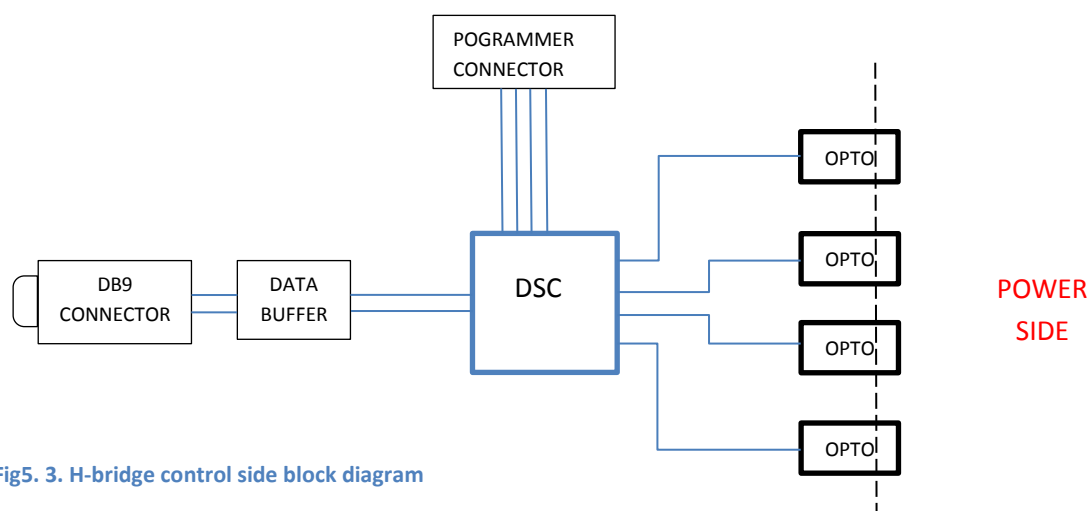 POGRAMMER
CONNECTOR
OPTO
DB9
CONNECTOR
DATA
BUFFER
DSC
OPTO
POWER
SIDE
OPTO
OPTO
Fig5. 3. H-bridge control side block diagram